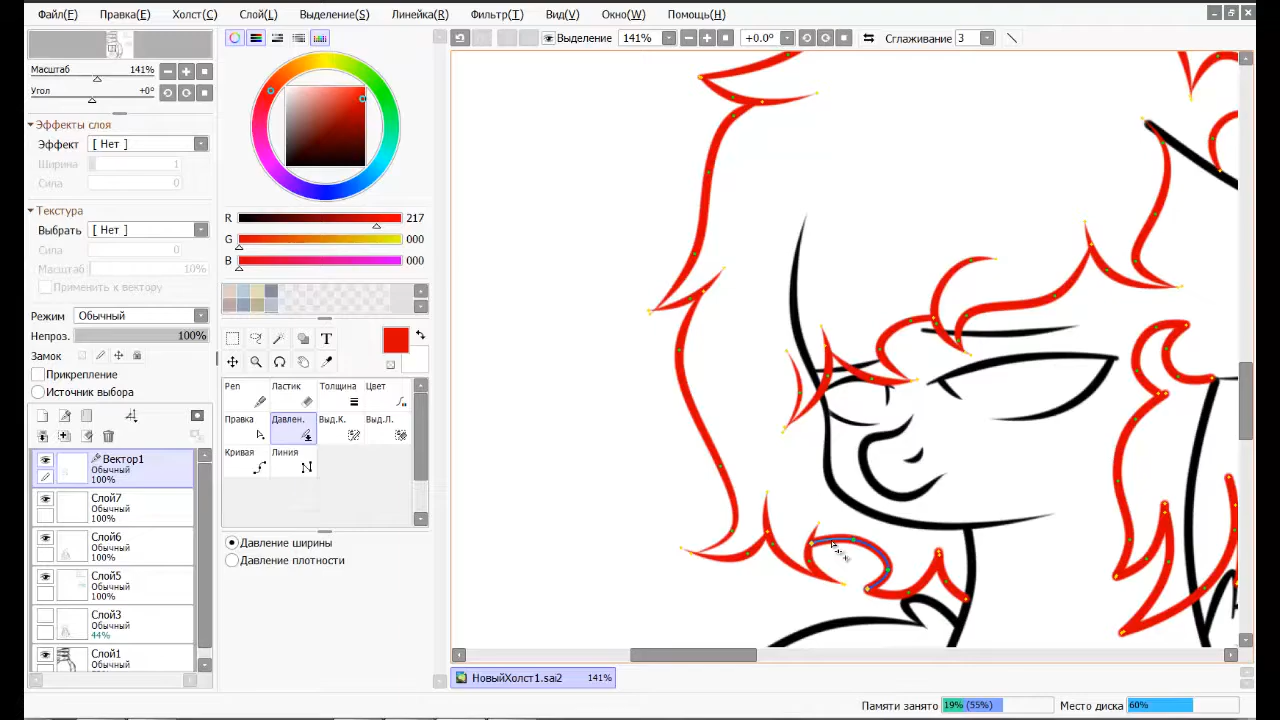 Файл(F) Правка(E) Холст(C) Слой(L) Выделение(S) Линейка(R) Фильтр(T) Вид(V) Окно(W) Помощь(H)
Выделение 141% +0.0° Сглаживание 3
Масштаб 141%
Угол +0°
Эффекты слоя
Эффект [ Нет ]
Ширина 1
Сила 0
Текстура
Выбрать [ Нет ]
Сила 0
Масштаб 10%
Применить к вектору
Режим Обычный
Непроз. 100%
Замок
Прикрепление
Источник выбора
Вектор1
Обычный
100%
Слой7
Обычный
100%
Слой6
Обычный
100%
Слой5
Обычный
100%
Слой3
Обычный
44%
Слой1
Обычный
R 217
G 000
B 000
T
Pen Ластик Толщина Цвет
Правка Давлен. Выд.К. Выд.Л.
Кривая Линия
Давление ширины
Давление плотности
НовыйХолст1.sai2 141%
Памяти занято 19% (55%) Место диска 60%